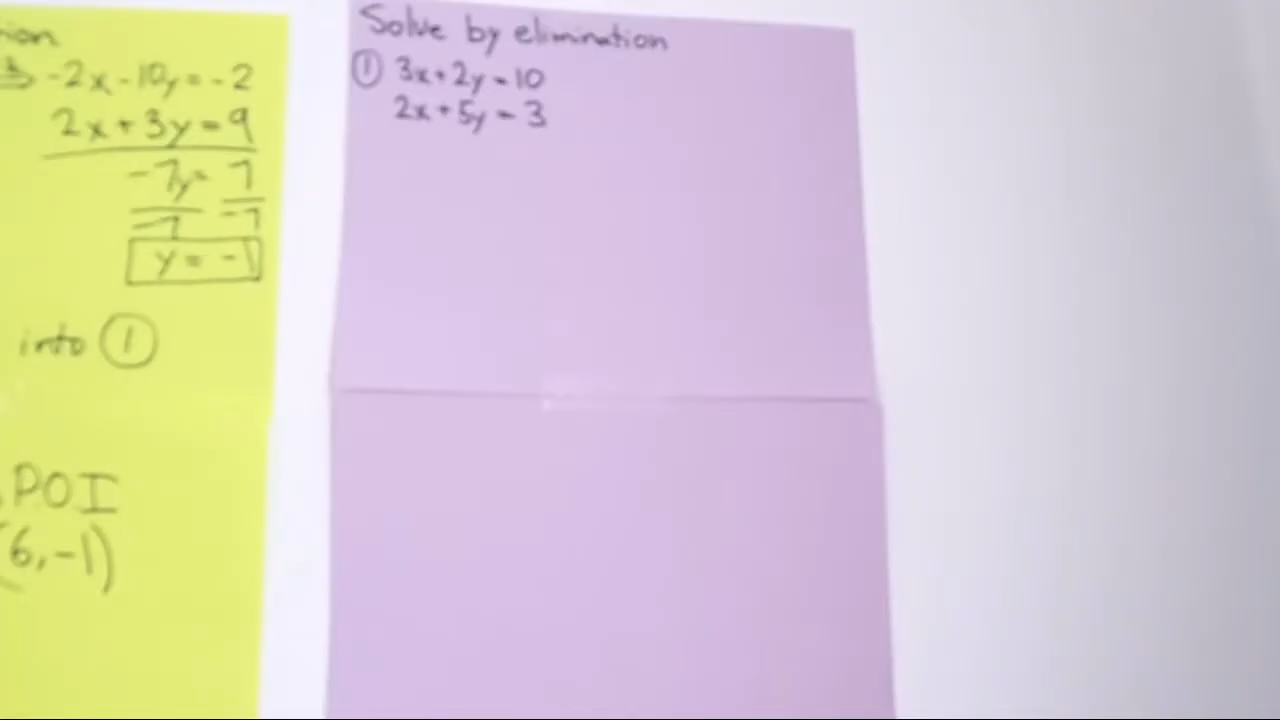 ion
-2x-10y=-2
2x+3y=9
-7y=7
-7 -7
y=-1
into ①
POI
(6,-1)
Solve by elimination
① 3x+2y=10
2x+5y=3